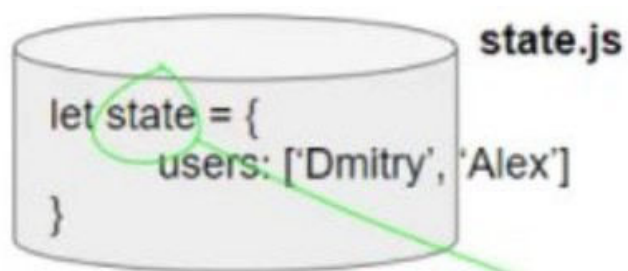 state.js
let state = {
users: [‘Dmitry’, ‘Alex’]
}